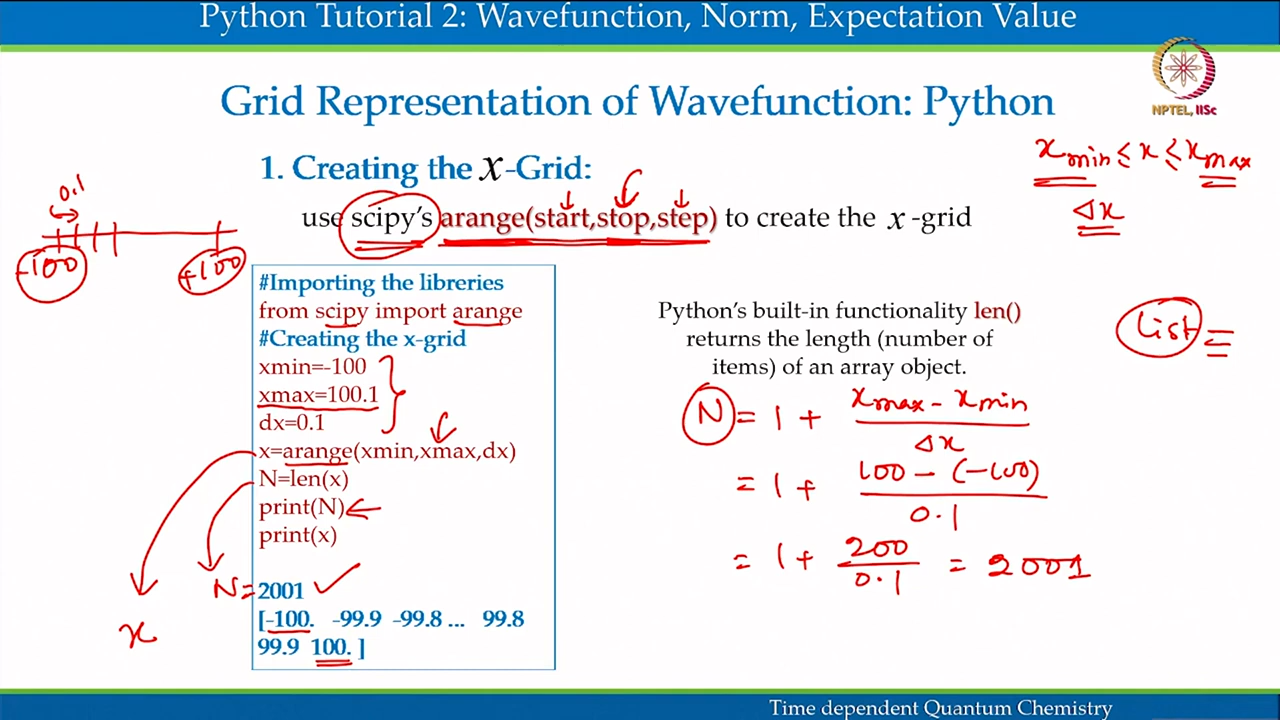 Python Tutorial 2: Wavefunction, Norm, Expectation Value
NPTEL, IISc
Grid Representation of Wavefunction: Python
1. Creating the x-Grid:
xmin ≤ x ≤ xmax
Δx
use scipy's arange(start,stop,step) to create the x-grid
0.1
-100
+100
#Importing the libreries
from scipy import arange
#Creating the x-grid
xmin=-100
xmax=100.1
dx=0.1
x=arange(xmin,xmax,dx)
N=len(x)
print(N)
print(x)
N=
2001
[-100. -99.9 -99.8 ... 99.8
99.9 100. ]
x
Python's built-in functionality len()
returns the length (number of
items) of an array object.
list
N = 1 + xmax - xmin / Δx
= 1 + 100 - (-100) / 0.1
= 1 + 200 / 0.1 = 2001
Time dependent Quantum Chemistry